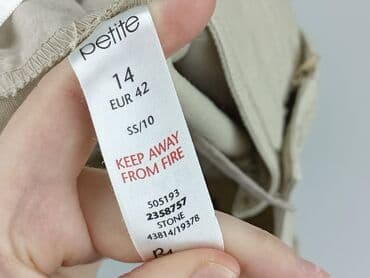 petite
14
EUR 42
SS/10
KEEP AWAY
FROM FIRE
505193
2358757
STONE
43814/19378